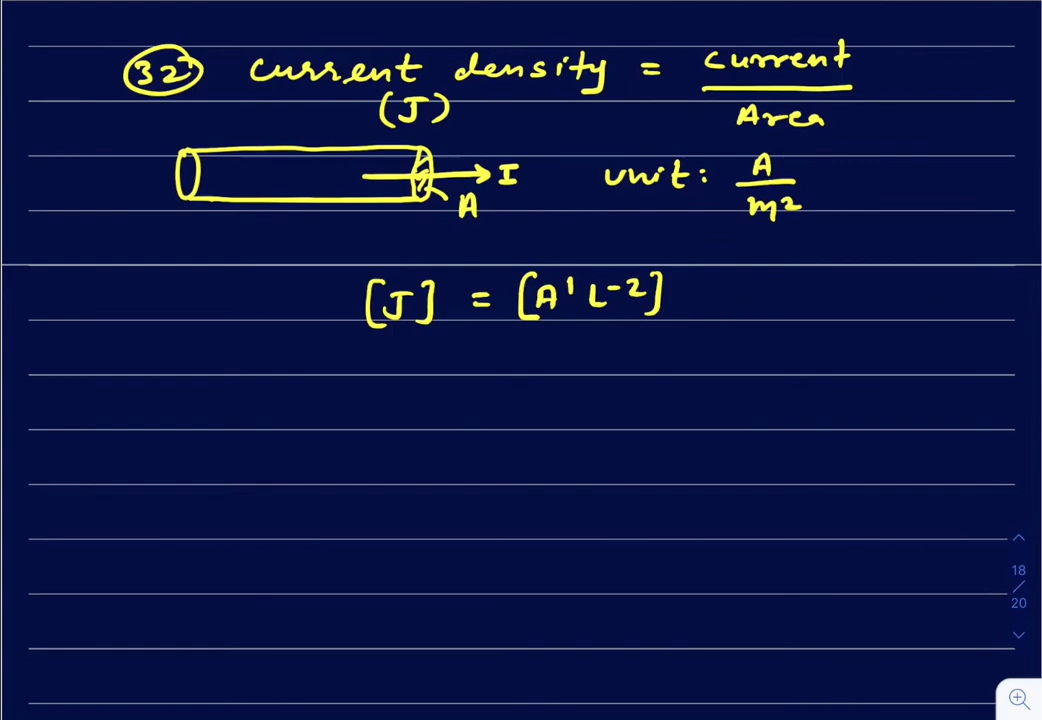 32 current density = current / Area
(J)
I
A
unit: A / m2
[J] = [A¹ L-2]
18
/
20